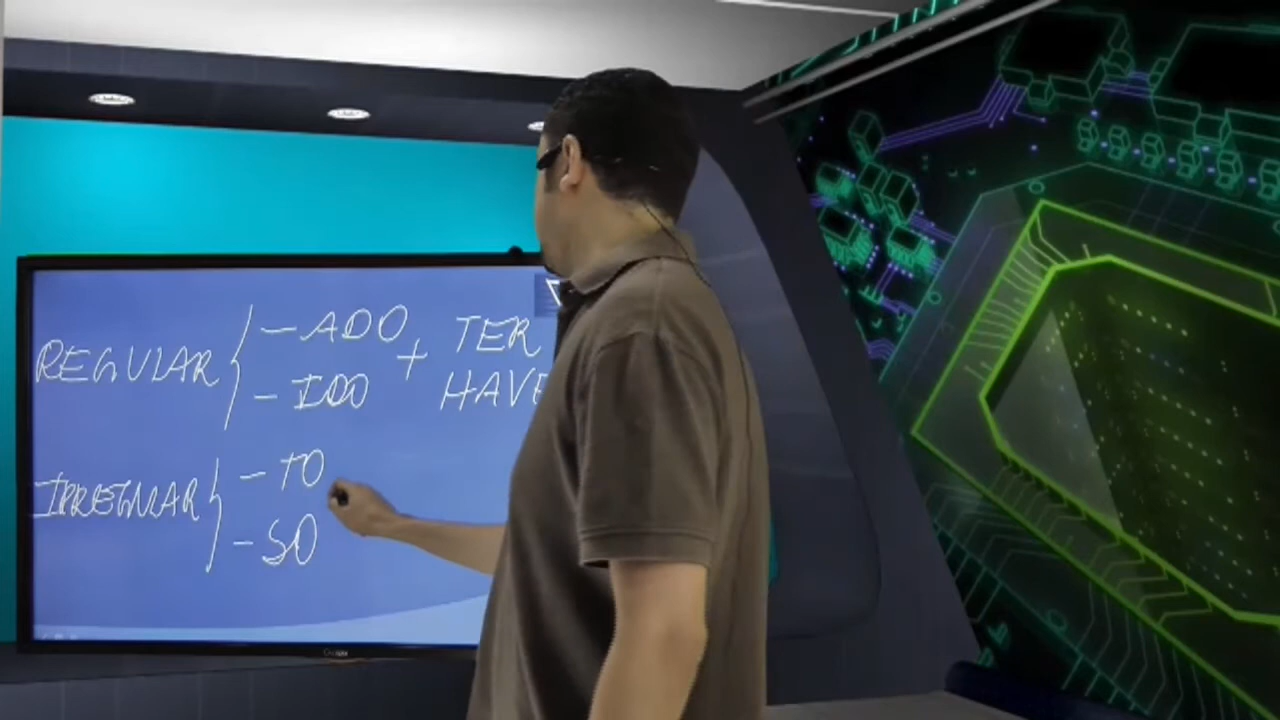 REGULAR { - ADO + TER
- IDO HAVE
IRREGULAR { - TO
- SO